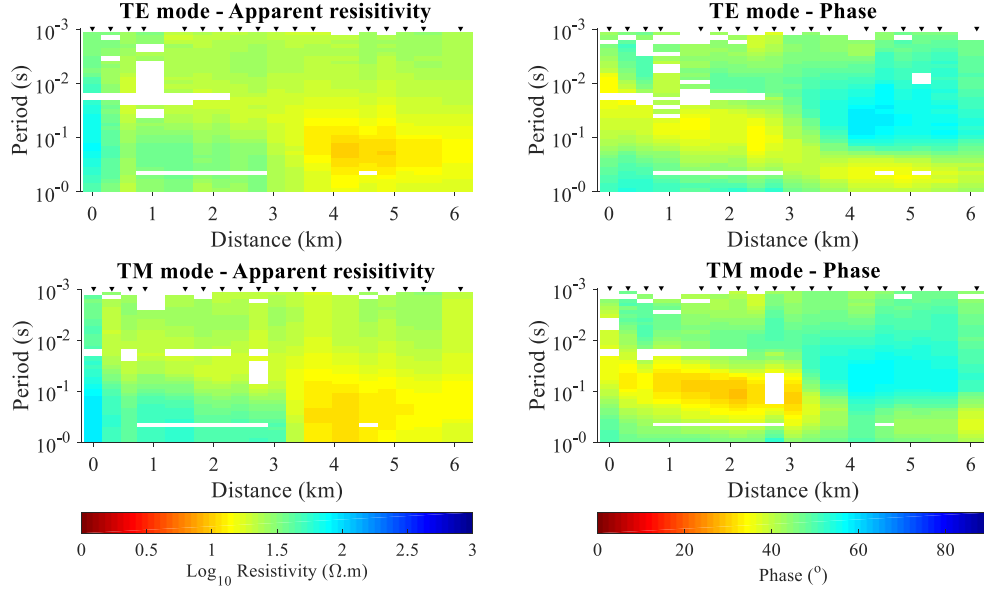 TE mode - Apparent resisitivity
TE mode - Phase
10^-3
10^-2
10^-1
10^-0
Period (s)
0 1 2 3 4 5 6
Distance (km)
10^-3
10^-2
10^-1
10^-0
Period (s)
0 1 2 3 4 5 6
Distance (km)
TM mode - Apparent resisitivity
TM mode - Phase
10^-3
10^-2
10^-1
10^-0
Period (s)
0 1 2 3 4 5 6
Distance (km)
10^-3
10^-2
10^-1
10^-0
Period (s)
0 1 2 3 4 5 6
Distance (km)
0 0.5 1 1.5 2 2.5 3
Log_10 Resistivity (Ω.m)
0 20 40 60 80
Phase (^o)